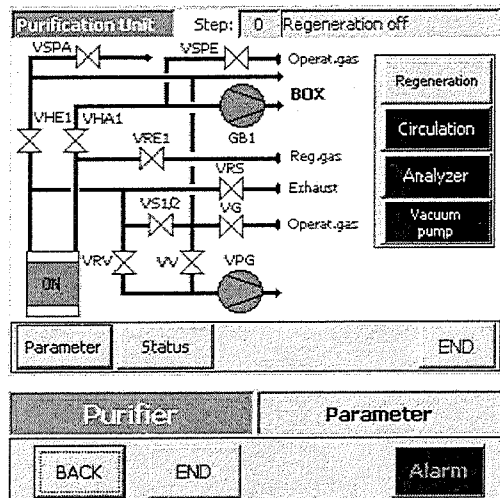 Purification Unit Step: 0 Regeneration off
VSPA VSPE Operat.gas
BOX
Regeneration
VHE1 VHA1 GB1
Circulation
VRE1 Reg.gas
VRS
Exhaust
Analyzer
VS1/2 VG Operat.gas
Vacuum
pump
VRV VV VPG
ON
Parameter Status END
Purifier Parameter
BACK END Alarm